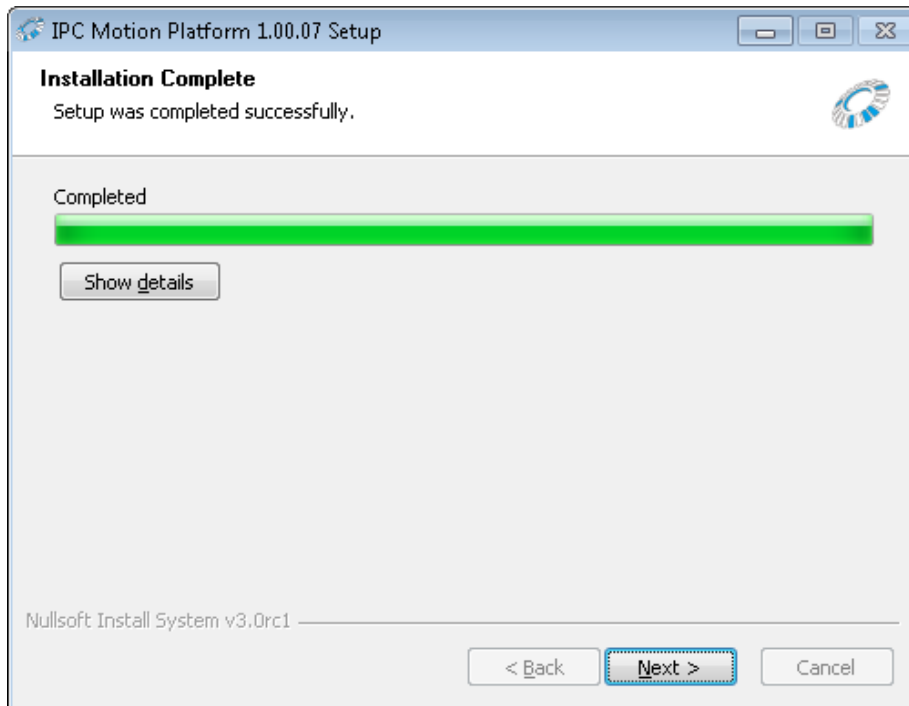 IPC Motion Platform 1.00.07 Setup
Installation Complete
Setup was completed successfully.
Completed
Show details
Nullsoft Install System v3.0rc1
< Back
Next >
Cancel